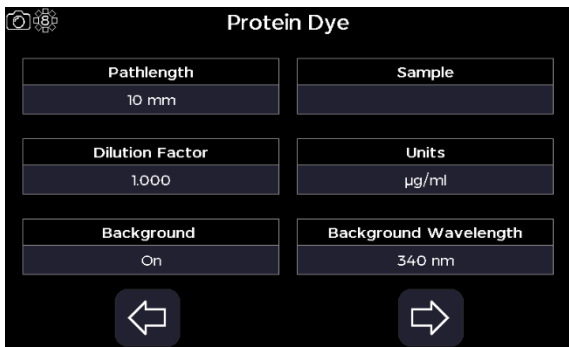 8
Protein Dye
Pathlength
10 mm
Sample
Dilution Factor
1.000
Units
µg/ml
Background
On
Background Wavelength
340 nm